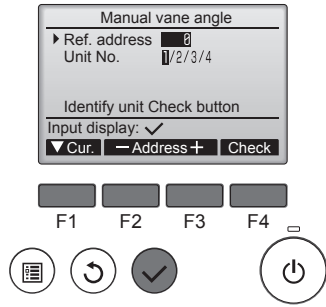 Manual vane angle
Ref. address 0
Unit No. 1/2/3/4
Identify unit Check button
Input display: ✓
▼Cur. －Address＋ Check
F1 F2 F3 F4